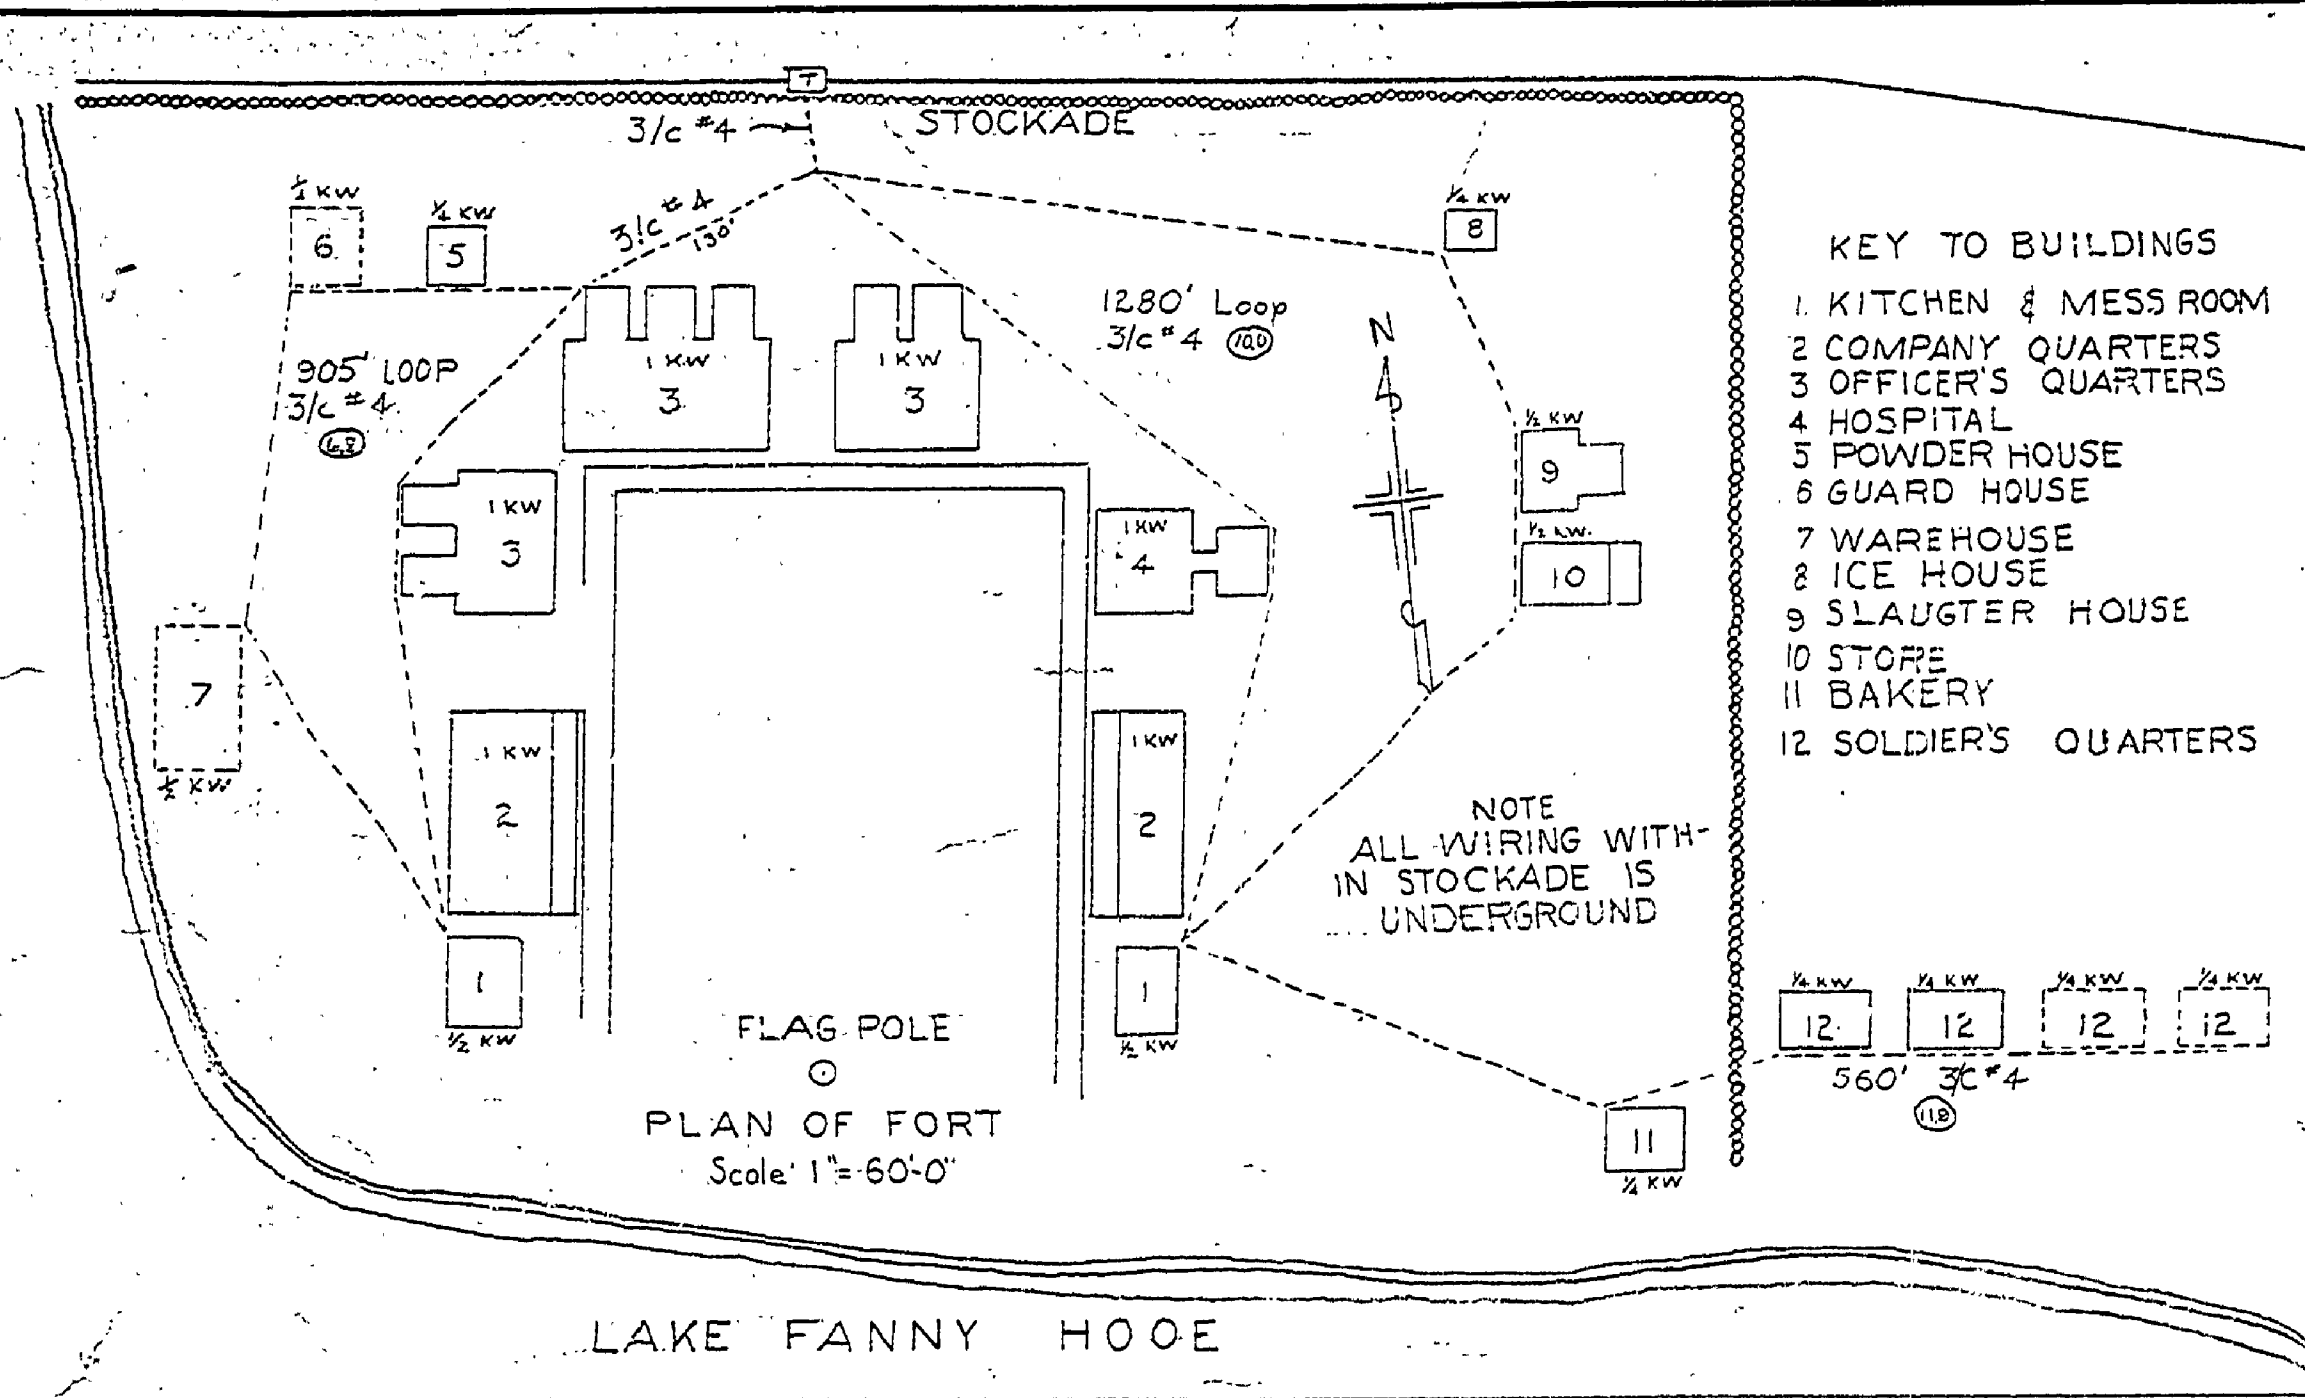 T
3/c #4
STOCKADE
KW
6
1/4 KW
5
3/c #4
130'
1/4 KW
8
905' LOOP
3/c #4
1280' Loop
3/c #4
1 KW
3
1 KW
3
1 KW
3
1 KW
4
N
1/2 KW
9
1/2 KW.
10
7
1/2 KW
1 KW
2
1 KW
2
1
1/2 KW
1
1/2 KW
NOTE
ALL WIRING WITH-
IN STOCKADE IS
UNDERGROUND
FLAG POLE
PLAN OF FORT
Scale 1"=60'-0"
11
1/4 KW
KEY TO BUILDINGS
1. KITCHEN & MESS ROOM
2 COMPANY QUARTERS
3 OFFICER'S QUARTERS
4 HOSPITAL
5 POWDER HOUSE
6 GUARD HOUSE
7 WAREHOUSE
8 ICE HOUSE
9 SLAUGTER HOUSE
10 STORE
11 BAKERY
12 SOLDIER'S QUARTERS
1/4 KW 1/4 KW 1/4 KW 1/4 KW
12 12 12 12
560' 3/C #4
LAKE FANNY HOOE